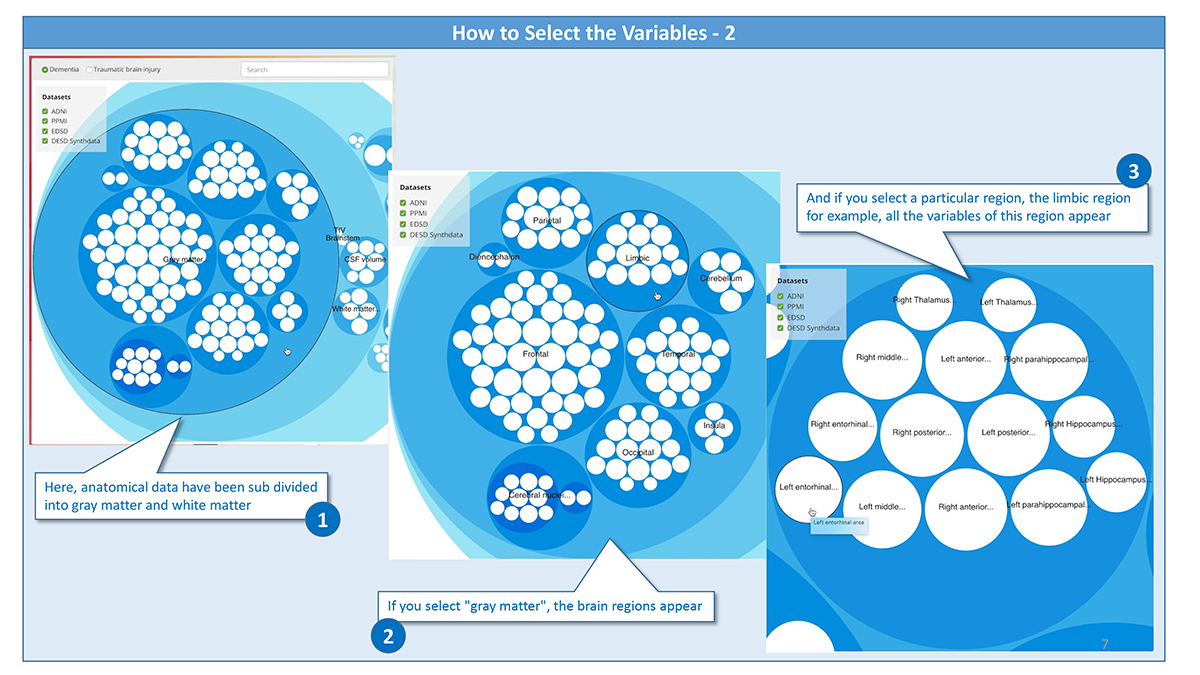 How to Select the Variables - 2
Dementia Traumatic brain injury
Search
Datasets
ADNI
PPMI
EDSD
DESD Synthdata
Gray matter
TIV
Brainstem
CSF volume
White matter...
Here, anatomical data have been sub divided
into gray matter and white matter
1
Datasets
ADNI
PPMI
EDSD
DESD Synthdata
Parietal
Diencephalon
Limbic
Cerebellum
Frontal
Temporal
Insula
Occipital
Cerebral nuclei...
If you select "gray matter", the brain regions appear
2
3
And if you select a particular region, the limbic region
for example, all the variables of this region appear
Datasets
ADNI
PPMI
EDSD
DESD Synthdata
Right Thalamus...
Left Thalamus...
Right middle...
Left anterior...
Right parahippocampal...
Right entorhinal...
Right posterior...
Left posterior...
Right Hippocampus...
Left entorhinal...
Left middle...
Right anterior...
Left parahippocampal...
Left Hippocampus...
Left entorhinal area
7